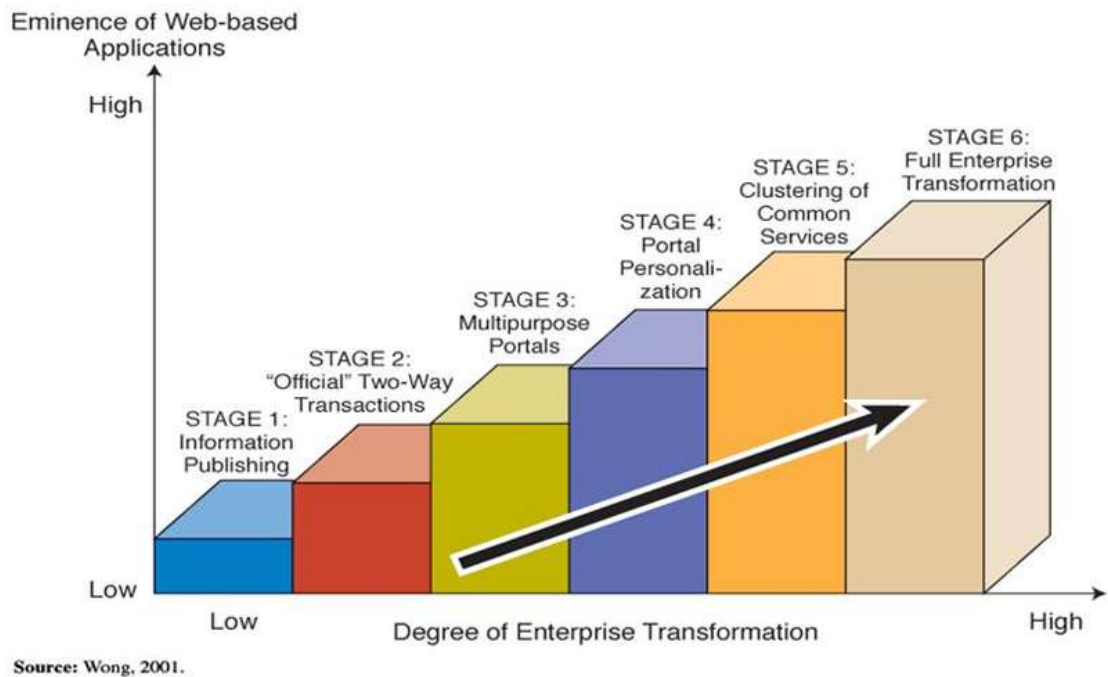 Eminence of Web-based
Applications
High
STAGE 6:
Full Enterprise
Transformation
STAGE 5:
Clustering of
Common
Services
STAGE 4:
Portal
Personali-
zation
STAGE 3:
Multipurpose
Portals
STAGE 2:
“Official” Two-Way
Transactions
STAGE 1:
Information
Publishing
Low
Low
Degree of Enterprise Transformation
High
Source: Wong, 2001.